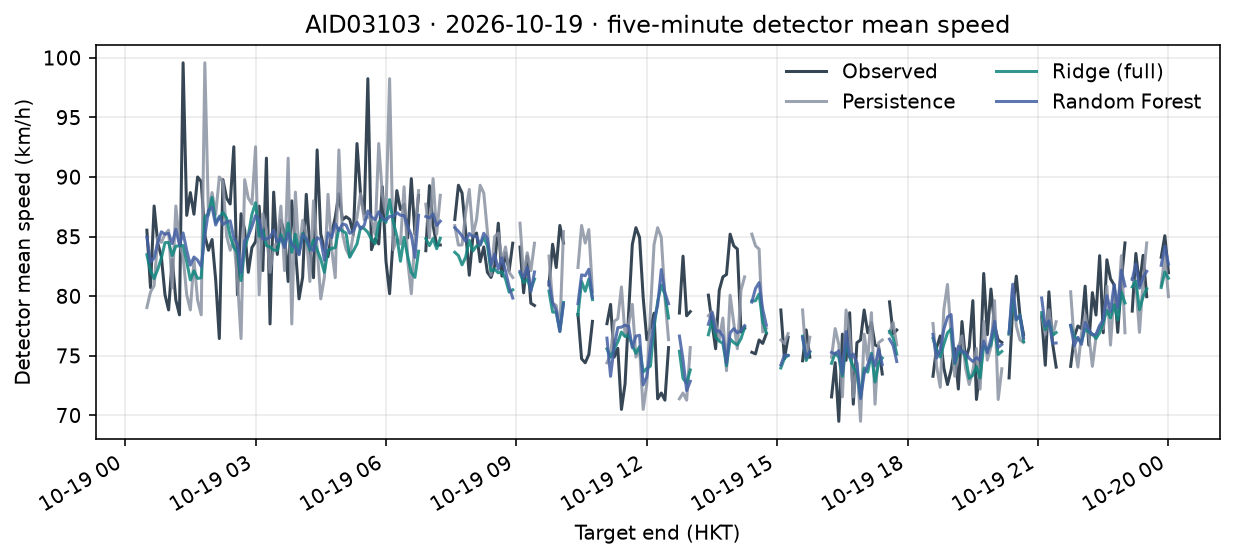 AID03103 · 2026-10-19 · five-minute detector mean speed
Observed
Persistence
Ridge (full)
Random Forest
Detector mean speed (km/h)
100
95
90
85
80
75
70
10-19 00
10-19 03
10-19 06
10-19 09
10-19 12
10-19 15
10-19 18
10-19 21
10-20 00
Target end (HKT)